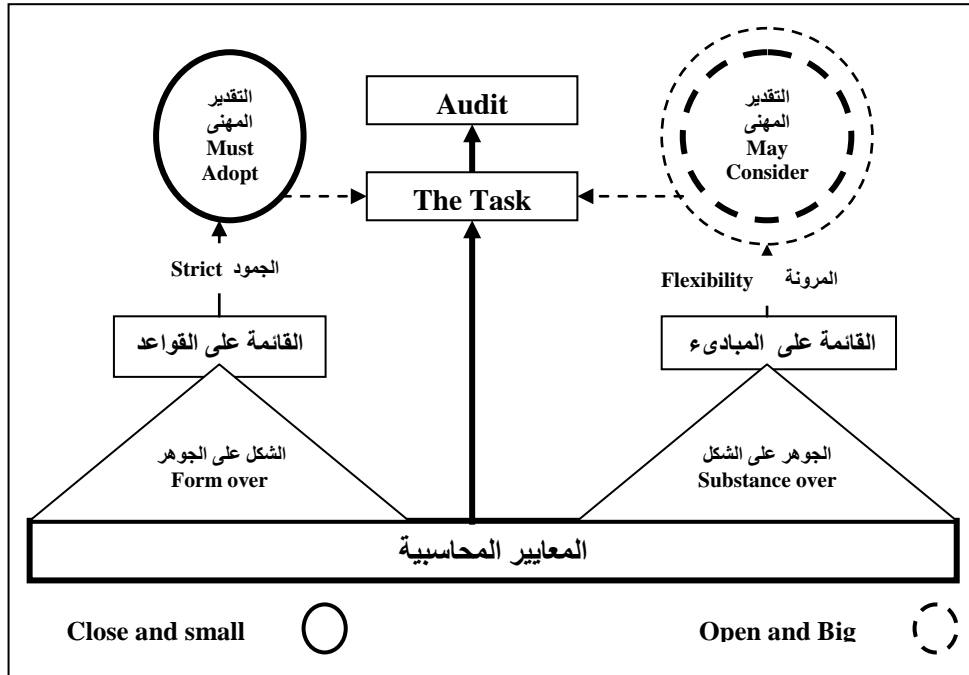 التقدير
المهنى
Must
Adopt
Audit
التقدير
المهنى
May
Consider
The Task
Strict الجمود
Flexibility المرونة
القائمة على القواعد
القائمة على المبادىء
الشكل على الجوهر
Form over
الجوهر على الشكل
Substance over
المعايير المحاسبية
Close and small
Open and Big